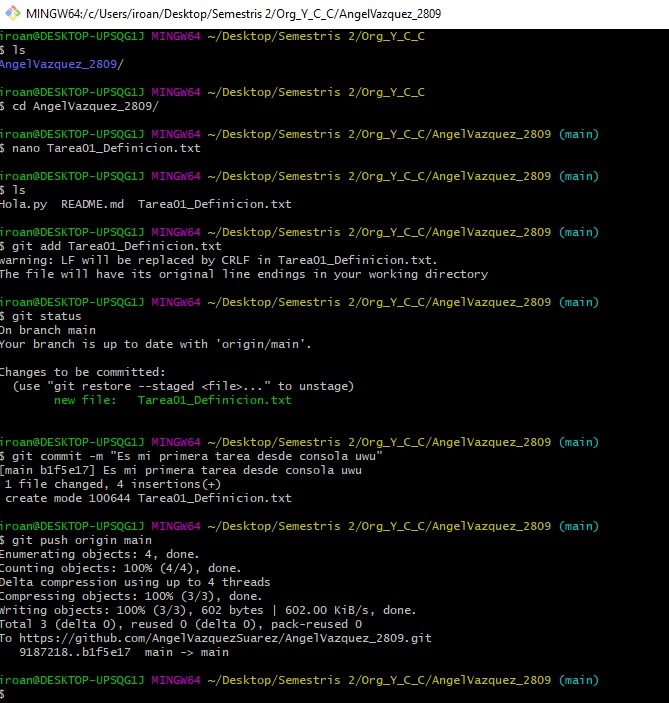 MINGW64:/c/Users/iroan/Desktop/Semestris 2/Org_Y_C_C/AngelVazquez_2809
iroan@DESKTOP-UPSQG1J MINGW64 ~/Desktop/Semestris 2/Org_Y_C_C
$ ls
AngelVazquez_2809/
iroan@DESKTOP-UPSQG1J MINGW64 ~/Desktop/Semestris 2/Org_Y_C_C
$ cd AngelVazquez_2809/
iroan@DESKTOP-UPSQG1J MINGW64 ~/Desktop/Semestris 2/Org_Y_C_C/AngelVazquez_2809 (main)
$ nano Tarea01_Definicion.txt
iroan@DESKTOP-UPSQG1J MINGW64 ~/Desktop/Semestris 2/Org_Y_C_C/AngelVazquez_2809 (main)
$ ls
Hola.py  README.md  Tarea01_Definicion.txt
iroan@DESKTOP-UPSQG1J MINGW64 ~/Desktop/Semestris 2/Org_Y_C_C/AngelVazquez_2809 (main)
$ git add Tarea01_Definicion.txt
warning: LF will be replaced by CRLF in Tarea01_Definicion.txt.
The file will have its original line endings in your working directory
iroan@DESKTOP-UPSQG1J MINGW64 ~/Desktop/Semestris 2/Org_Y_C_C/AngelVazquez_2809 (main)
$ git status
On branch main
Your branch is up to date with 'origin/main'.
Changes to be committed:
  (use "git restore --staged <file>..." to unstage)
        new file:   Tarea01_Definicion.txt
iroan@DESKTOP-UPSQG1J MINGW64 ~/Desktop/Semestris 2/Org_Y_C_C/AngelVazquez_2809 (main)
$ git commit -m "Es mi primera tarea desde consola uwu"
[main b1f5e17] Es mi primera tarea desde consola uwu
 1 file changed, 4 insertions(+)
 create mode 100644 Tarea01_Definicion.txt
iroan@DESKTOP-UPSQG1J MINGW64 ~/Desktop/Semestris 2/Org_Y_C_C/AngelVazquez_2809 (main)
$ git push origin main
Enumerating objects: 4, done.
Counting objects: 100% (4/4), done.
Delta compression using up to 4 threads
Compressing objects: 100% (3/3), done.
Writing objects: 100% (3/3), 602 bytes | 602.00 KiB/s, done.
Total 3 (delta 0), reused 0 (delta 0), pack-reused 0
To https://github.com/AngelVazquezSuarez/AngelVazquez_2809.git
   9187218..b1f5e17  main -> main
iroan@DESKTOP-UPSQG1J MINGW64 ~/Desktop/Semestris 2/Org_Y_C_C/AngelVazquez_2809 (main)
$